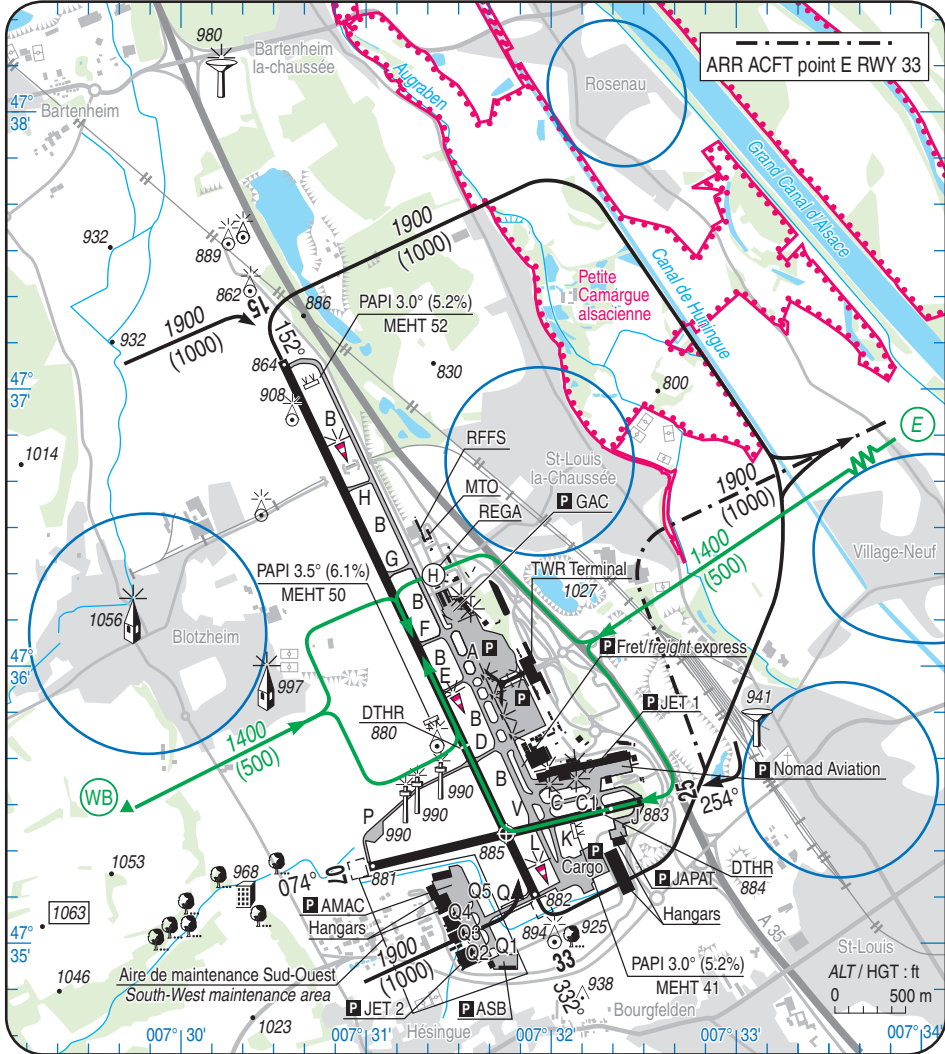 980
Bartenheim
la-chaussée
Bartenheim
47°
38'
Augraben
Rosenau
ARR ACFT point E RWY 33
Grand Canal d'Alsace
932
889
862
886
1900
(1000)
15
152°
PAPI 3.0° (5.2%)
MEHT 52
Petite
Camargue
alsacienne
Canal de Huningue
932
1900
(1000)
864
830
800
47°
37'
908
B
1014
H
B
G
RFFS
MTO
REGA
St-Louis
la-Chaussée
P GAC
E
1900
(1000)
1400
(500)
Village-Neuf
PAPI 3.5° (6.1%)
MEHT 50
H
TWR Terminal
1027
B
F
A
P
B
E
1056
Blotzheim
47°
36'
P Fret/freight express
997
P
P JET 1
941
DTHR
880
B
D
1400
(500)
WB
990
990
990
P
B
V
C
C1
J
883
P Nomad Aviation
25
254°
K
L
885
Cargo
P
DTHR
884
P JAPAT
Hangars
1053
968
074°
07
881
Q
882
1063
P AMAC
Hangars
Q5
Q4
Q3
Q2
Q1
894
925
33
332°
A 35
St-Louis
47°
35'
1900
(1000)
Aire de maintenance Sud-Ouest
South-West maintenance area
PAPI 3.0° (5.2%)
MEHT 41
938
1046
P JET 2
P ASB
Bourgfelden
ALT / HGT : ft
0 500 m
1023
Hésingue
007° 30'
007° 31'
007° 32'
007° 33'
007° 34'